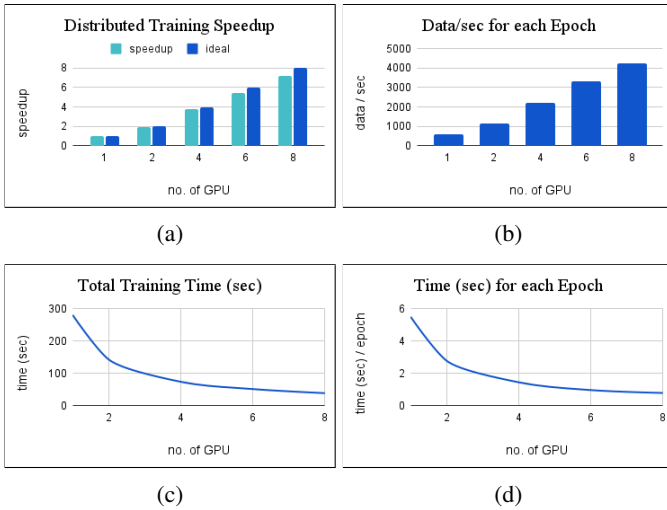 Distributed Training Speedup
speedup ideal
speedup
8
6
4
2
0
1 2 4 6 8
no. of GPU
(a)
Data/sec for each Epoch
data / sec
5000
4000
3000
2000
1000
0
1 2 4 6 8
no. of GPU
(b)
Total Training Time (sec)
time (sec)
300
200
100
0
2 4 6 8
no. of GPU
(c)
Time (sec) for each Epoch
time (sec) / epoch
6
4
2
0
2 4 6 8
no. of GPU
(d)